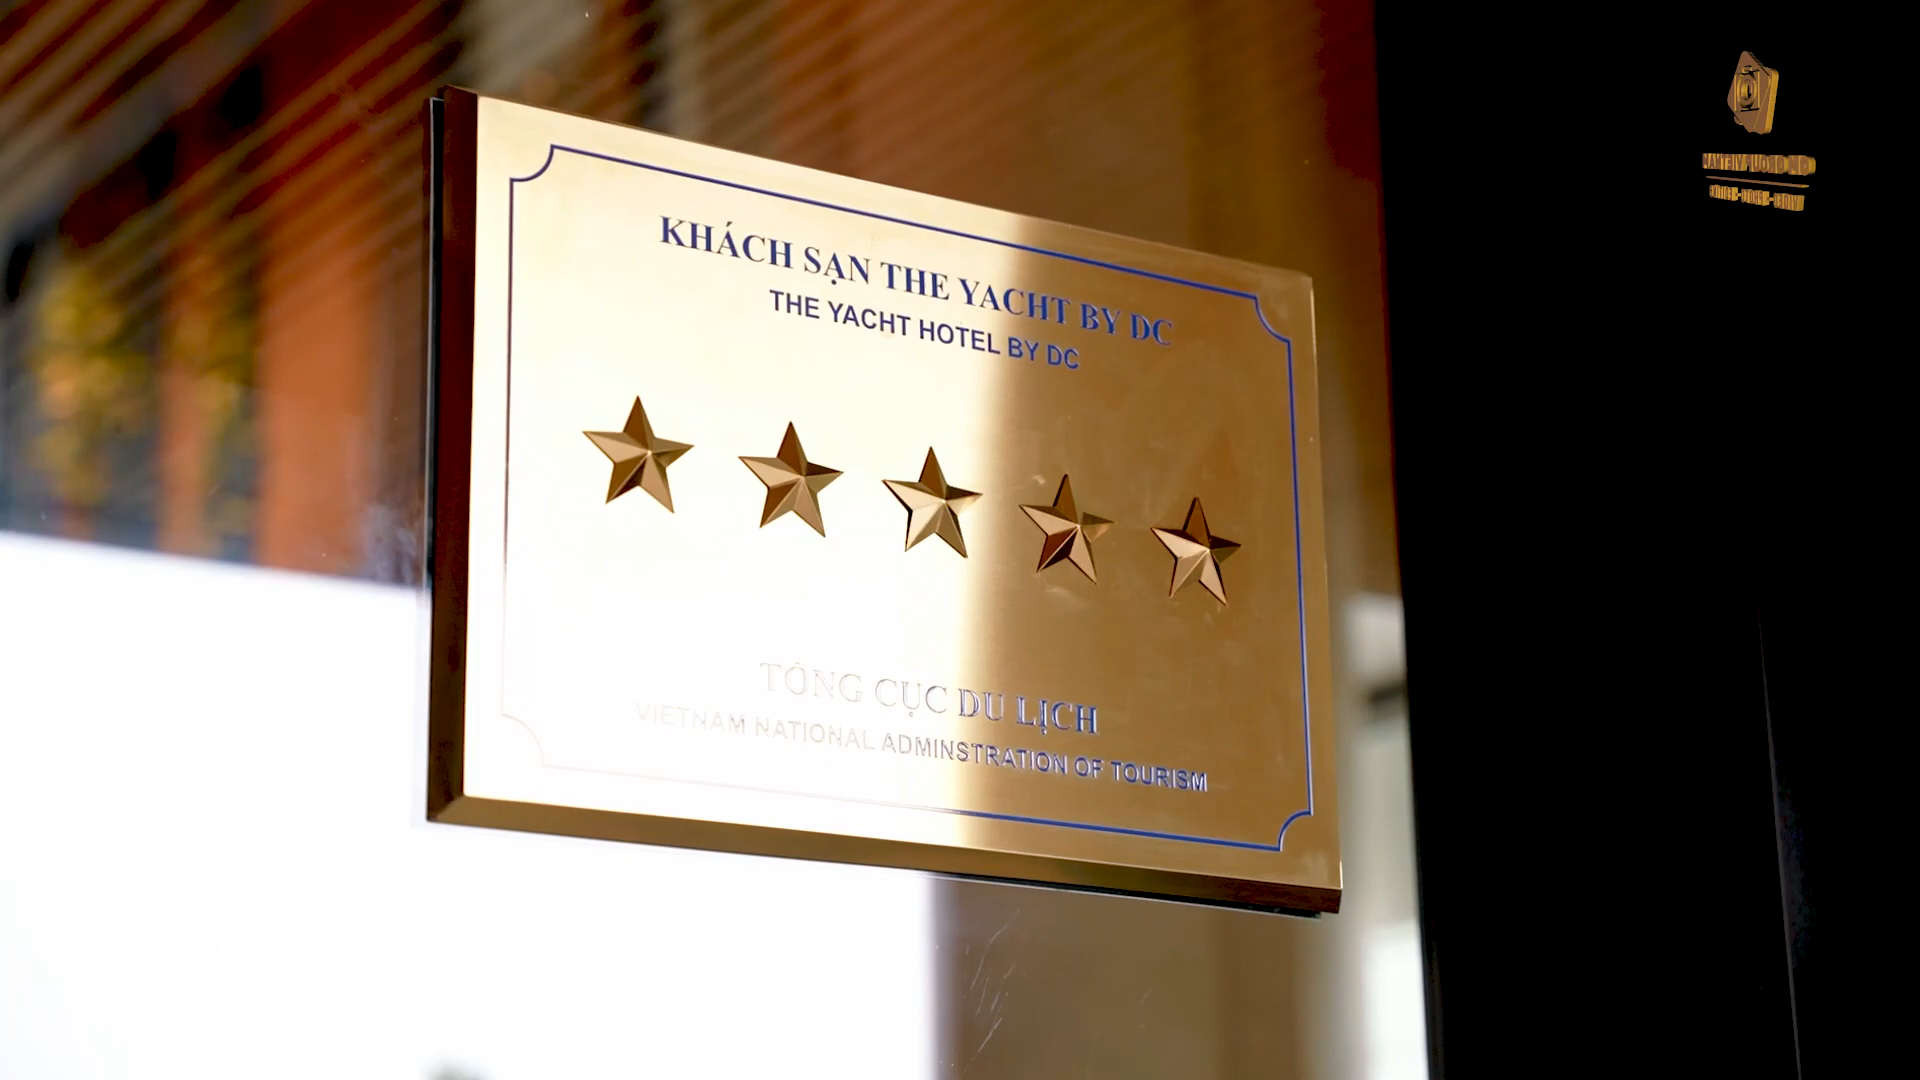 KHÁCH SẠN THE YACHT BY DC
THE YACHT HOTEL BY DC
TỔNG CỤC DU LỊCH
VIETNAM NATIONAL ADMINSTRATION OF TOURISM